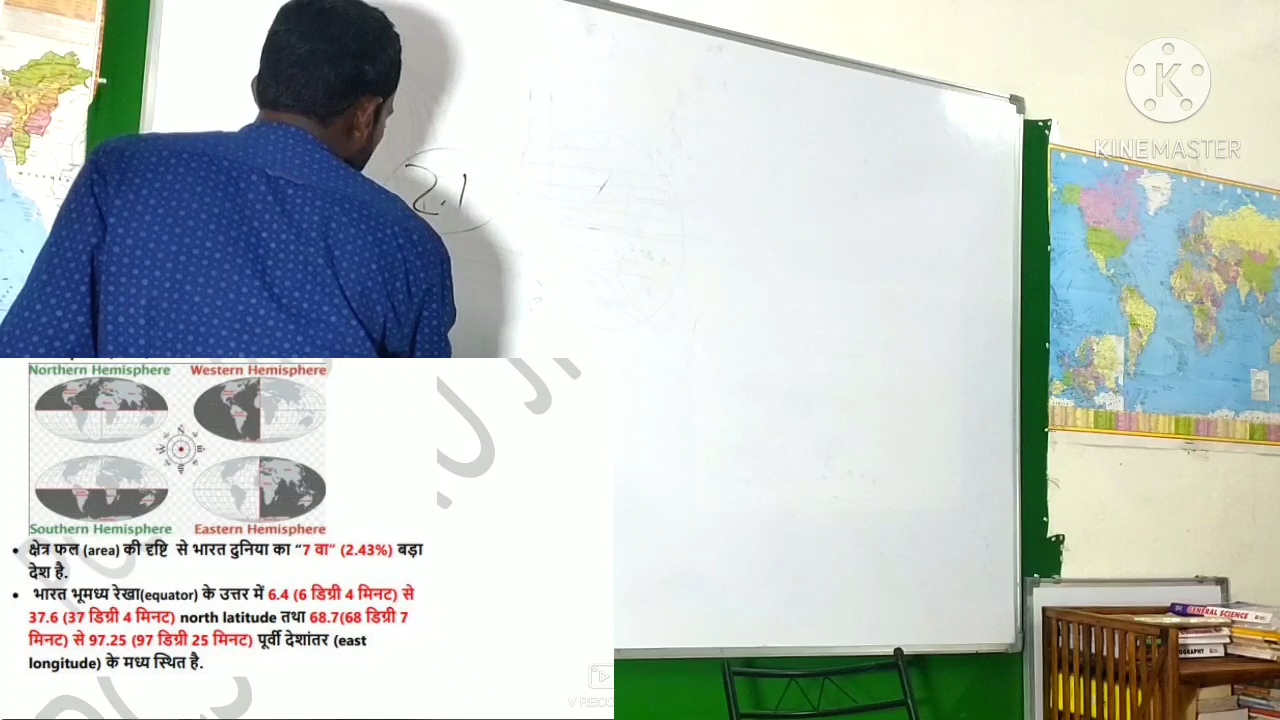 KINEMASTER
2.1
Northern Hemisphere
Western Hemisphere
Southern Hemisphere
Eastern Hemisphere
• क्षेत्र फल (area) की दृष्टि से भारत दुनिया का “7 वा” (2.43%) बड़ा
देश है.
• भारत भूमध्य रेखा(equator) के उत्तर में 6.4 (6 डिग्री 4 मिनट) से
37.6 (37 डिग्री 4 मिनट) north latitude तथा 68.7(68 डिग्री 7
मिनट) से 97.25 (97 डिग्री 25 मिनट) पूर्वी देशांतर (east
longitude) के मध्य स्थित है.
GENERAL SCIENCE